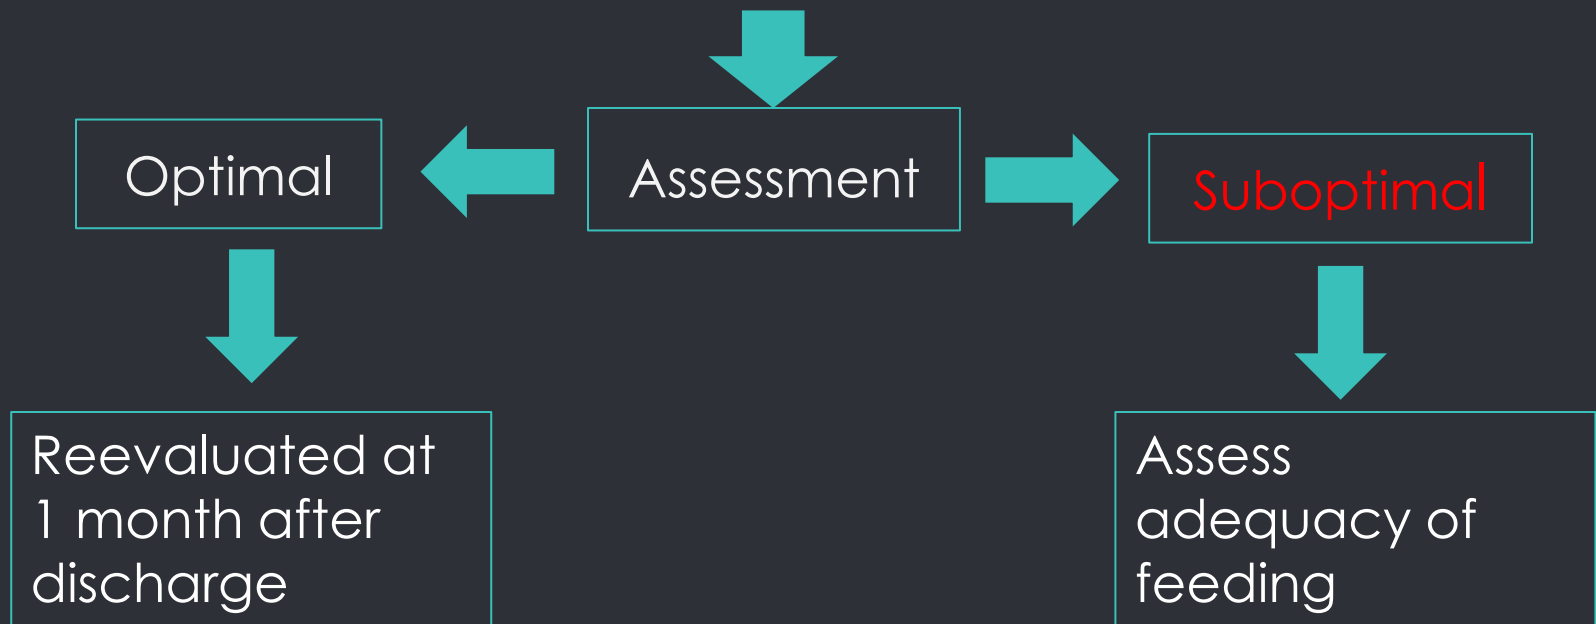 Optimal
Assessment
Suboptimal
Reevaluated at
1 month after
discharge
Assess
adequacy of
feeding